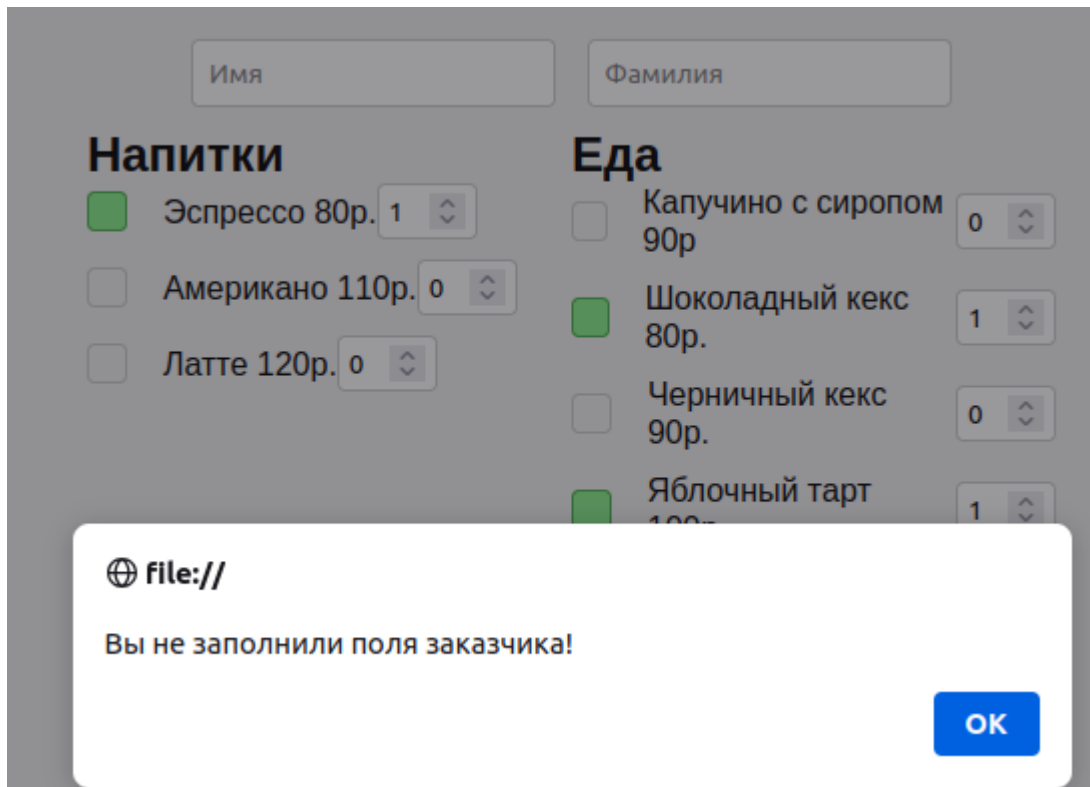 Имя
Фамилия
Напитки
Эспрессо 80р. 1
Американо 110р. 0
Латте 120р. 0
Еда
Капучино с сиропом
90р
0
Шоколадный кекс
80р.
1
Черничный кекс
90р.
0
Яблочный тарт
1
file://
Вы не заполнили поля заказчика!
OK